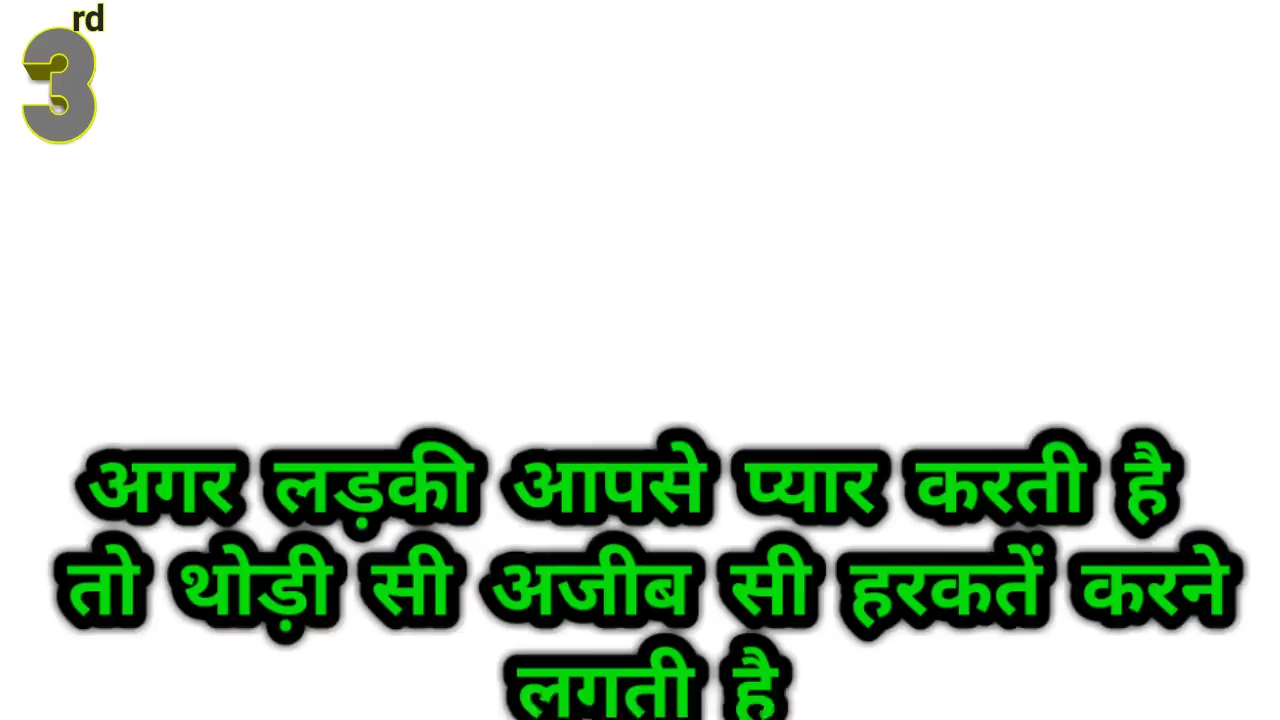 3rd
अगर लड़की आपसे प्यार करती है
तो थोड़ी सी अजीब सी हरकतें करने
लगती है